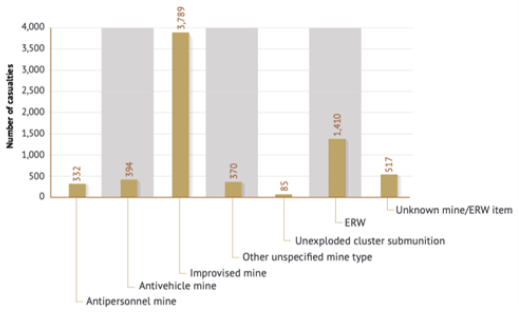 Number of casualties
4,000
3,500
3,000
2,500
2,000
1,500
1,000
500
0
332
394
3,789
370
85
1,410
517
Unknown mine/ERW item
ERW
Unexploded cluster submunition
Other unspecified mine type
Improvised mine
Antivehicle mine
Antipersonnel mine